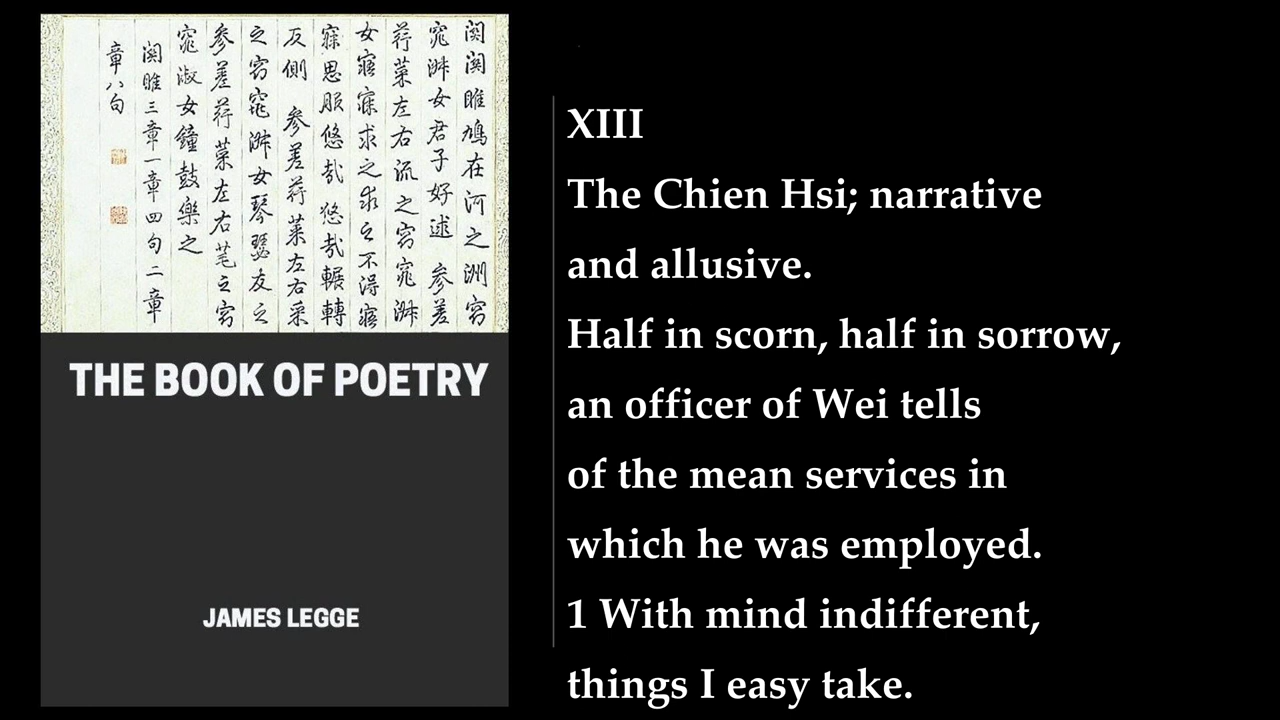 関関雎鳩在河之洲窈
窕淑女君子好逑 參差
荇菜左右流之窈窕淑
女寤寐求之求之不得寤
寐思服悠哉悠哉輾轉
反側 參差荇菜左右采
之窈窕淑女琴瑟友之
參差荇菜左右芼之窈
窕淑女鐘鼓樂之
関雎三章一章四句二章
章八句
THE BOOK OF POETRY
JAMES LEGGE
XIII
The Chien Hsi; narrative
and allusive.
Half in scorn, half in sorrow,
an officer of Wei tells
of the mean services in
which he was employed.
1 With mind indifferent,
things I easy take.